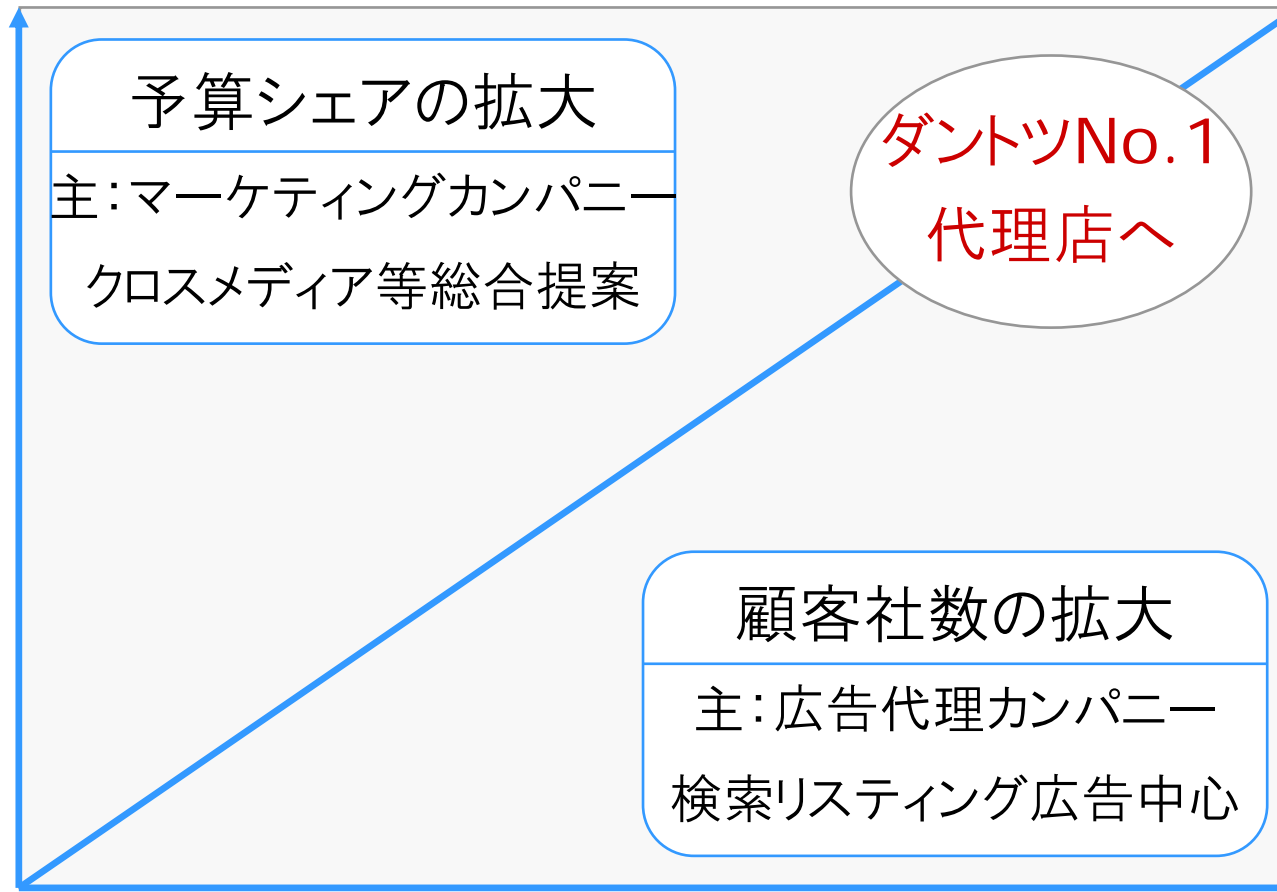 予算シェアの拡大
主：マーケティングカンパニー
クロスメディア等総合提案
ダントツNo.1
代理店へ
顧客社数の拡大
主：広告代理カンパニー
検索リスティング広告中心